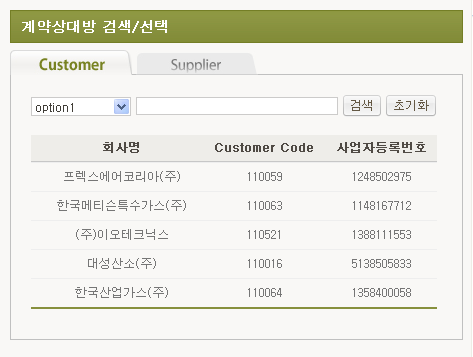 계약상대방 검색/선택
Customer Supplier
option1 검색 초기화
회사명 Customer Code 사업자등록번호
프렉스에어코리아(주) 110059 1248502975
한국메티슨특수가스(주) 110063 1148167712
(주)이오테크닉스 110521 1388111553
대성산소(주) 110016 5138505833
한국산업가스(주) 110064 1358400058